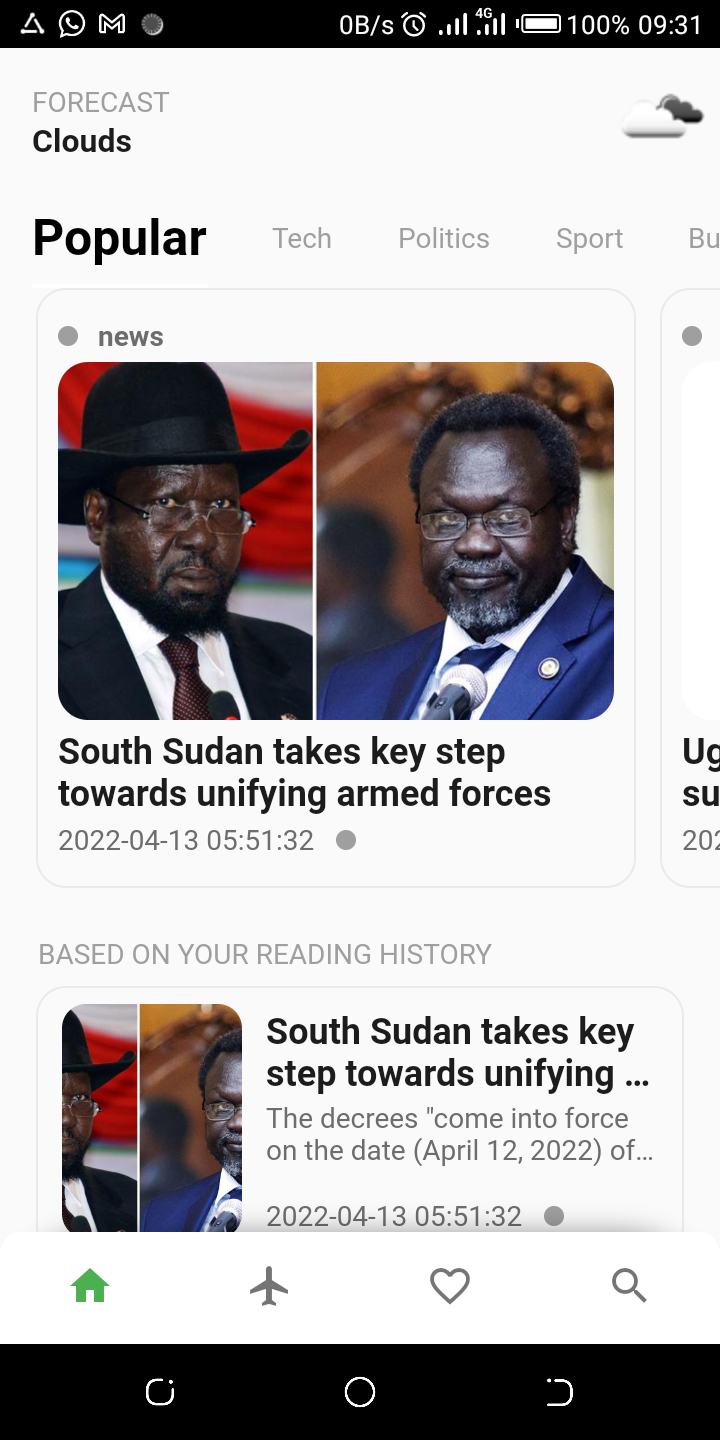 0B/s 4G 100% 09:31
FORECAST
Clouds
Popular Tech Politics Sport Bu
news
South Sudan takes key step
towards unifying armed forces
2022-04-13 05:51:32
Ug
su
202
BASED ON YOUR READING HISTORY
South Sudan takes key
step towards unifying ...
The decrees "come into force
on the date (April 12, 2022) of...
2022-04-13 05:51:32